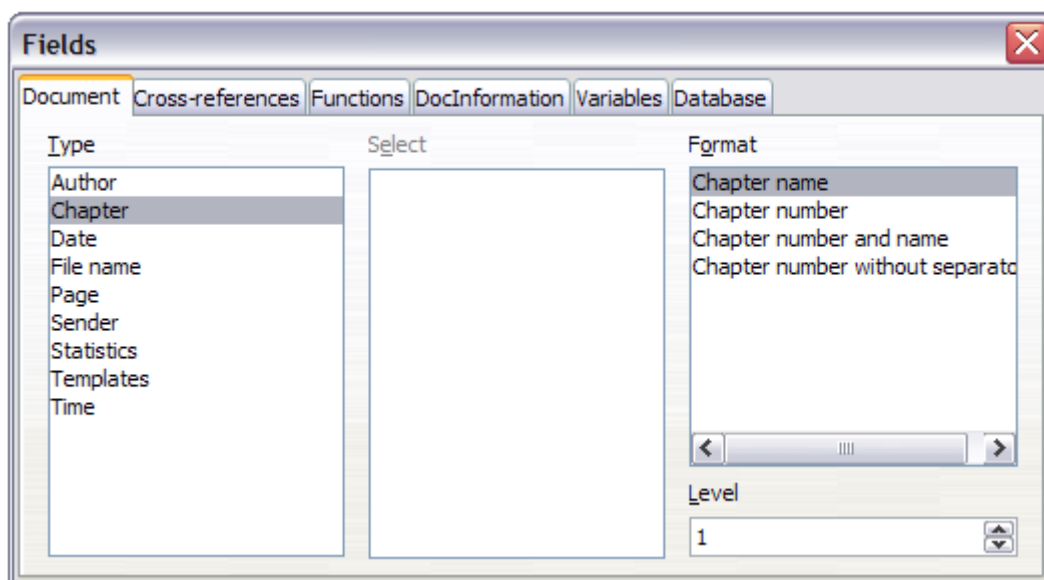 Fields
Document Cross-references Functions DocInformation Variables Database
Type
Author
Chapter
Date
File name
Page
Sender
Statistics
Templates
Time
Select
Format
Chapter name
Chapter number
Chapter number and name
Chapter number without separato
Level
1